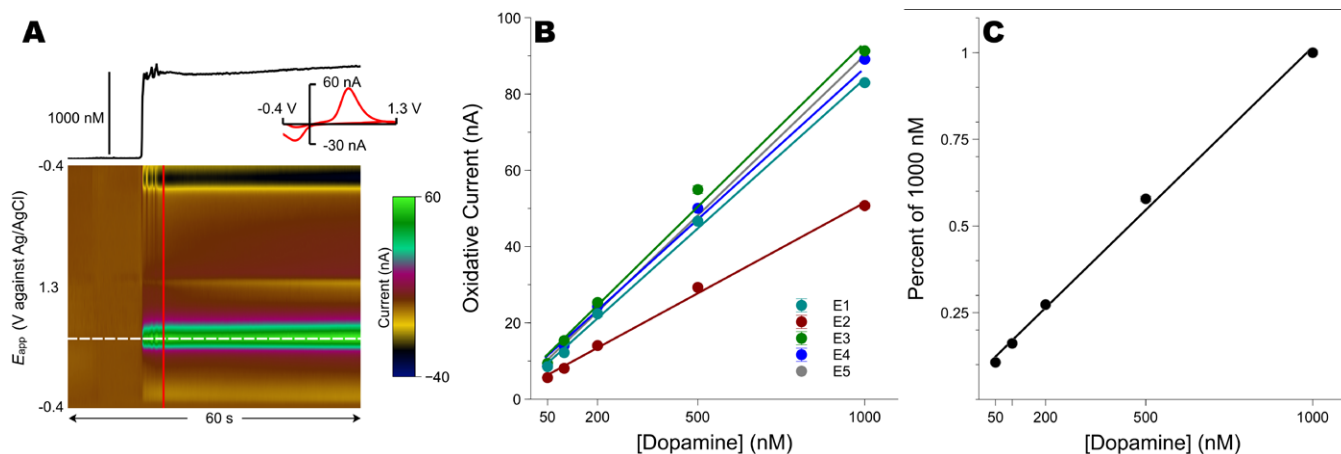 A
1000 nM
60 nA
-0.4 V
1.3 V
-30 nA
-0.4
1.3
-0.4
E_app (V against Ag/AgCl)
60 s
60
Current (nA)
−40
B
100
80
60
40
20
0
Oxidative Current (nA)
50
200
500
1000
[Dopamine] (nM)
E1
E2
E3
E4
E5
C
1
0.75
0.5
0.25
Percent of 1000 nM
50
200
500
1000
[Dopamine] (nM)